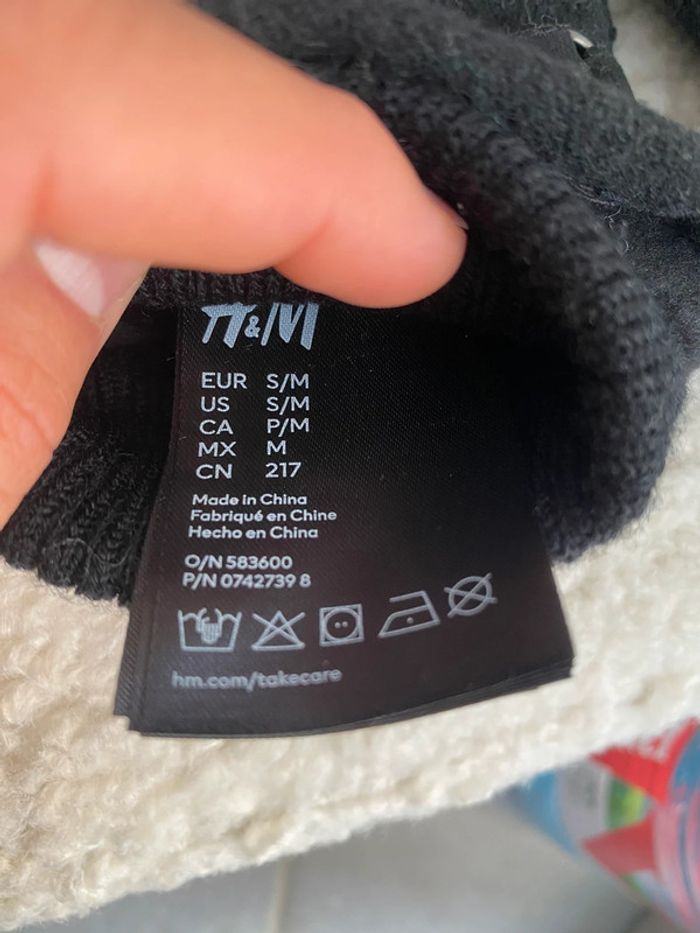 H&M
EUR S/M
US S/M
CA P/M
MX M
CN 217
Made in China
Fabriqué en Chine
Hecho en China
O/N 583600
P/N 0742739 8
hm.com/takecare